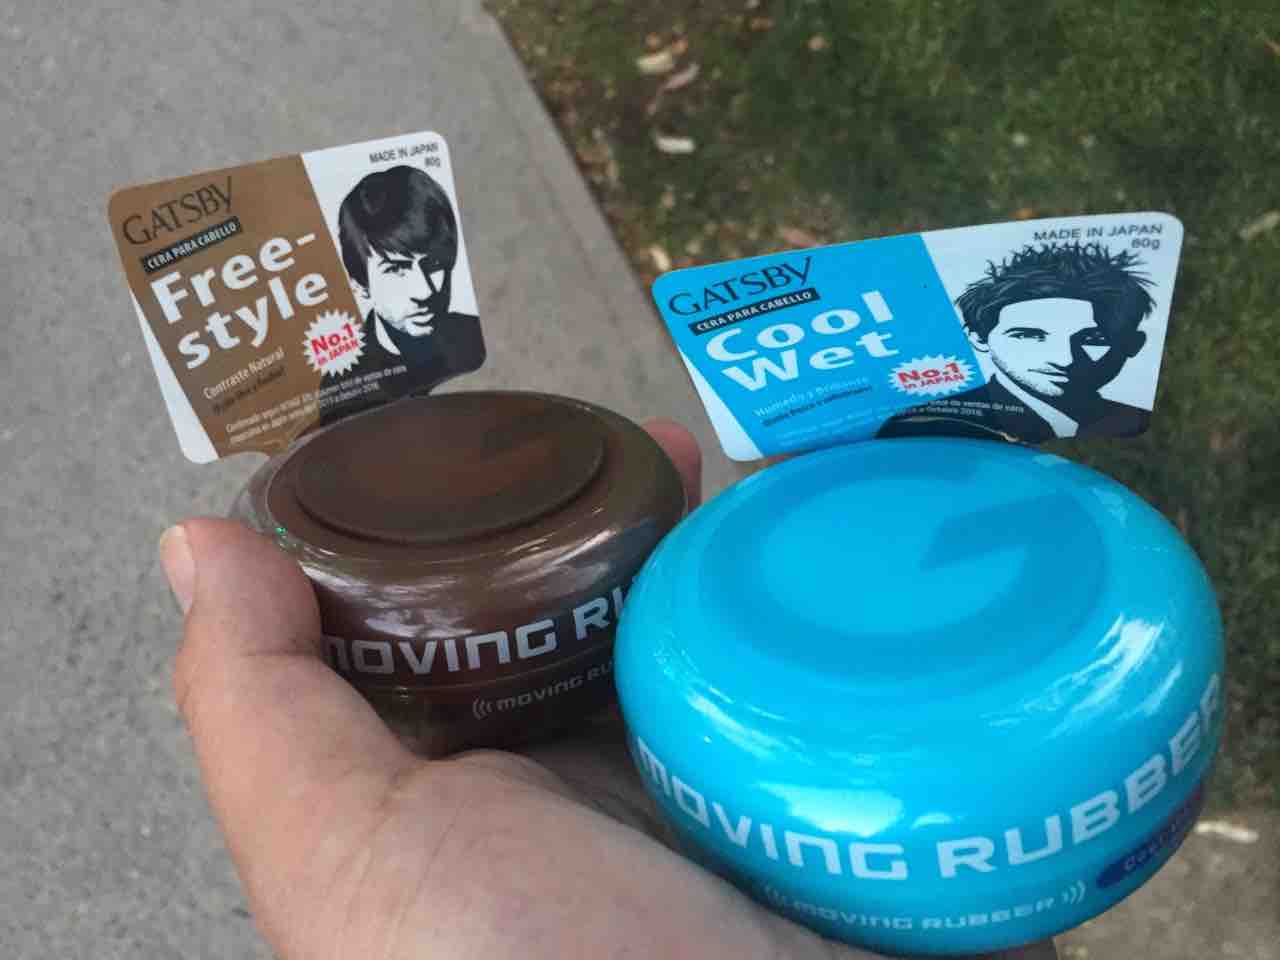 MADE IN JAPAN
80g
GATSBY
CERA PARA CABELLO
Free-
style
No.1
in JAPAN
Contraste Natural
MOVING RU
((( MOVING RU
MADE IN JAPAN
80g
GATSBY
CERA PARA CABELLO
Cool
Wet
No.1
in JAPAN
Humedo y Brillante
MOVING RUBBER
((( MOVING RUBBER )))